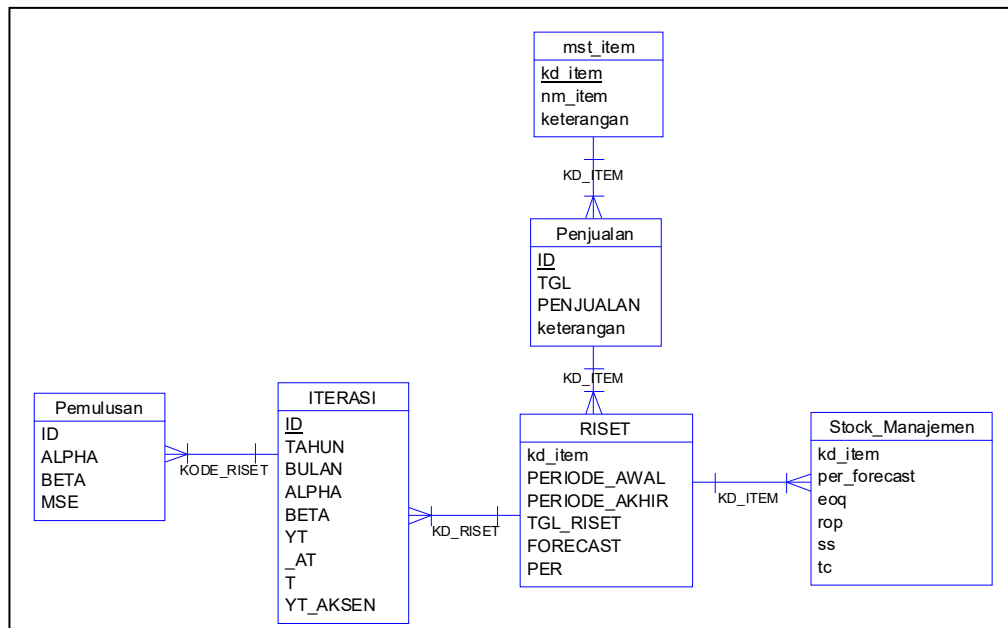 mst_item
kd_item
nm_item
keterangan
KD_ITEM
Penjualan
ID
TGL
PENJUALAN
keterangan
KD_ITEM
Pemulusan
ID
ALPHA
BETA
MSE
KODE_RISET
ITERASI
ID
TAHUN
BULAN
ALPHA
BETA
YT
_AT
T
YT_AKSEN
KD_RISET
RISET
kd_item
PERIODE_AWAL
PERIODE_AKHIR
TGL_RISET
FORECAST
PER
KD_ITEM
Stock_Manajemen
kd_item
per_forecast
eoq
rop
ss
tc